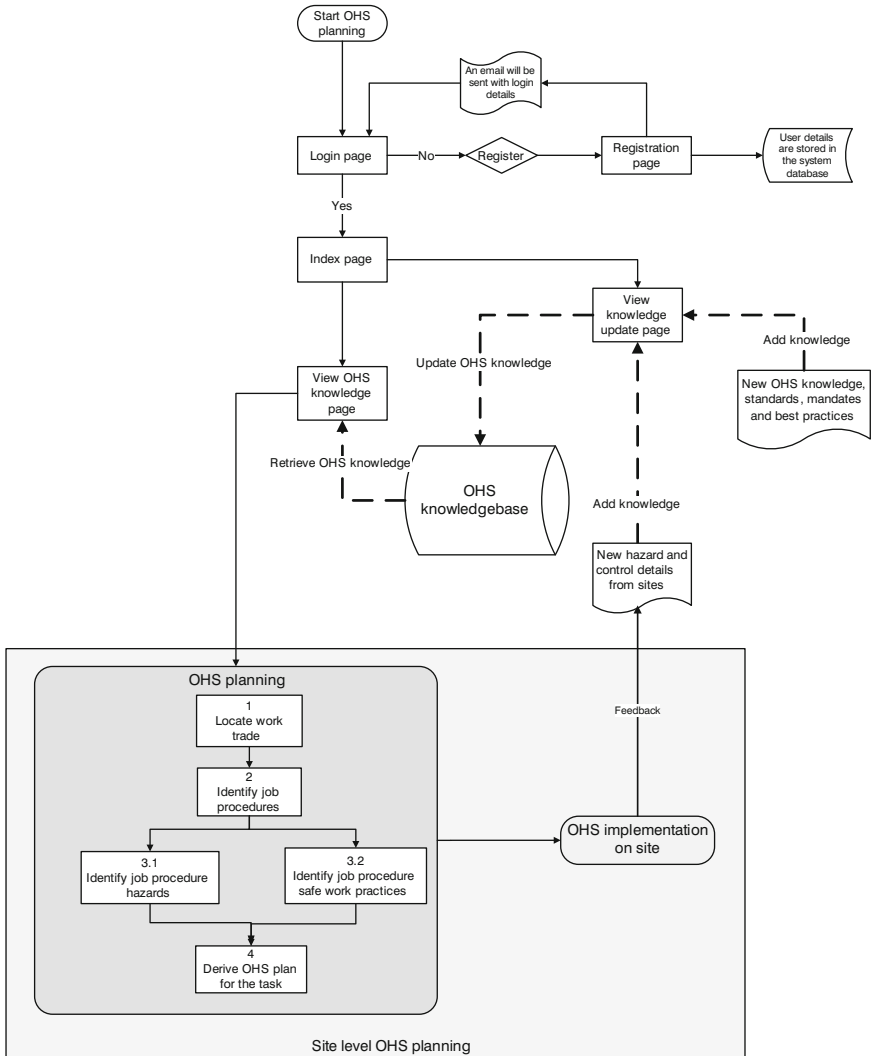 Start OHS
planning
An email will be
sent with login
details
Login page
No
Register
Registration
page
User details
are stored in
the system
database
Yes
Index page
View
knowledge
update page
Add knowledge
Update OHS knowledge
View OHS
knowledge
page
New OHS knowledge,
standards, mandates
and best practices
Retrieve OHS knowledge
OHS
knowledgebase
Add knowledge
New hazard and
control details
from sites
OHS planning
1
Locate work
trade
Feedback
2
Identify job
procedures
OHS implementation
on site
3.1
Identify job procedure
hazards
3.2
Identify job procedure
safe work practices
4
Derive OHS plan
for the task
Site level OHS planning